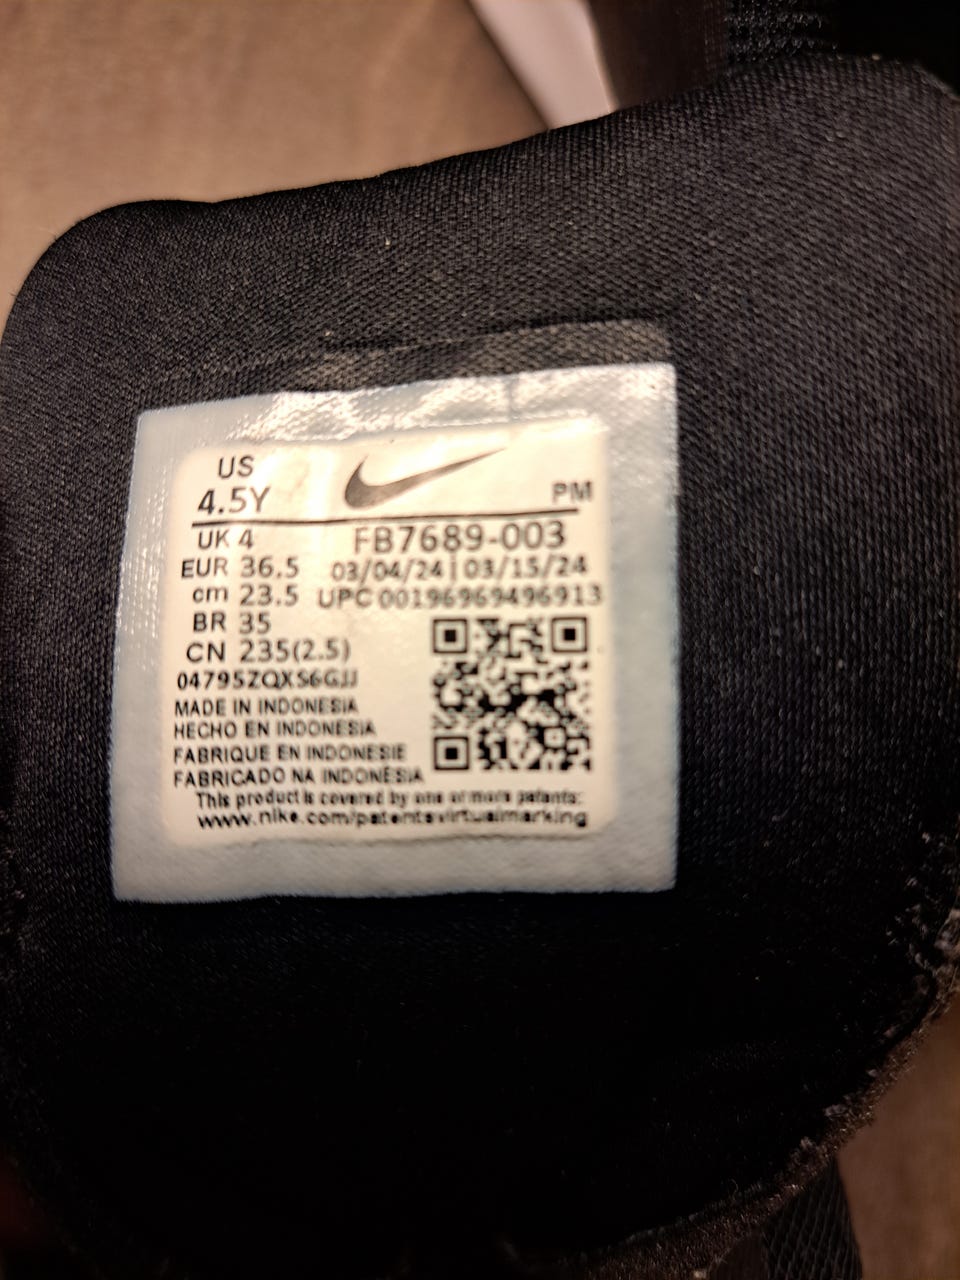 US
4.5Y
PM
UK 4
FB7689-003
EUR 36.5
03/04/24|03/15/24
cm 23.5
UPC 00196969496913
BR 35
CN 235(2.5)
04795ZQXS6GJJ
MADE IN INDONESIA
HECHO EN INDONESIA
FABRIQUE EN INDONESIE
FABRICADO NA INDONÉSIA
This product is covered by one or more patents:
www.nike.com/patentsvirtualmarking